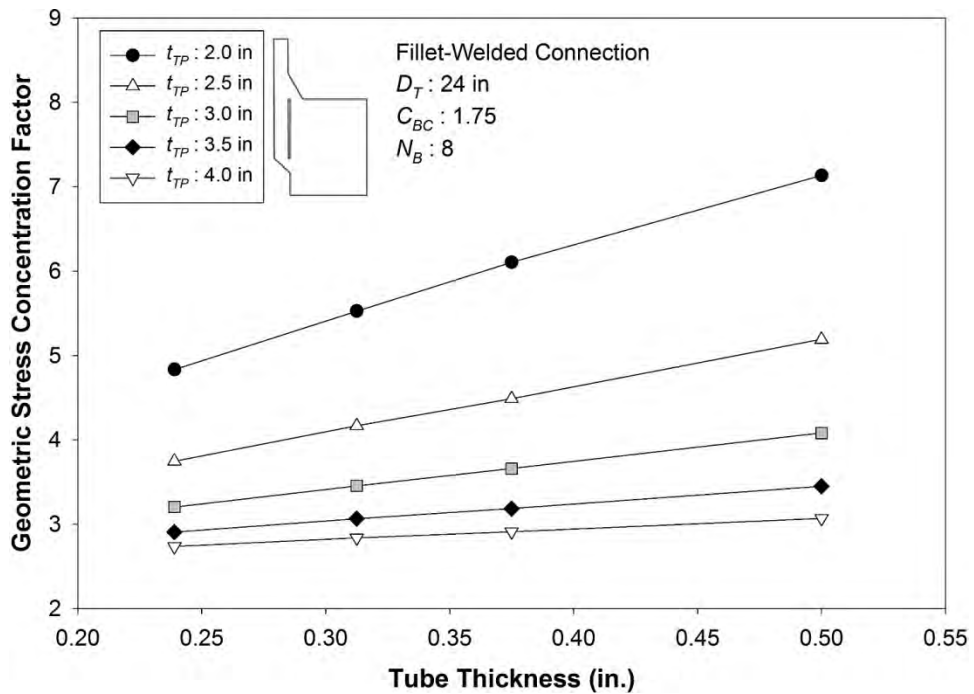 9
8
7
6
5
4
3
2
Geometric Stress Concentration Factor
t_TP : 2.0 in
t_TP : 2.5 in
t_TP : 3.0 in
t_TP : 3.5 in
t_TP : 4.0 in
Fillet-Welded Connection
D_T : 24 in
C_BC : 1.75
N_B : 8
0.20 0.25 0.30 0.35 0.40 0.45 0.50 0.55
Tube Thickness (in.)